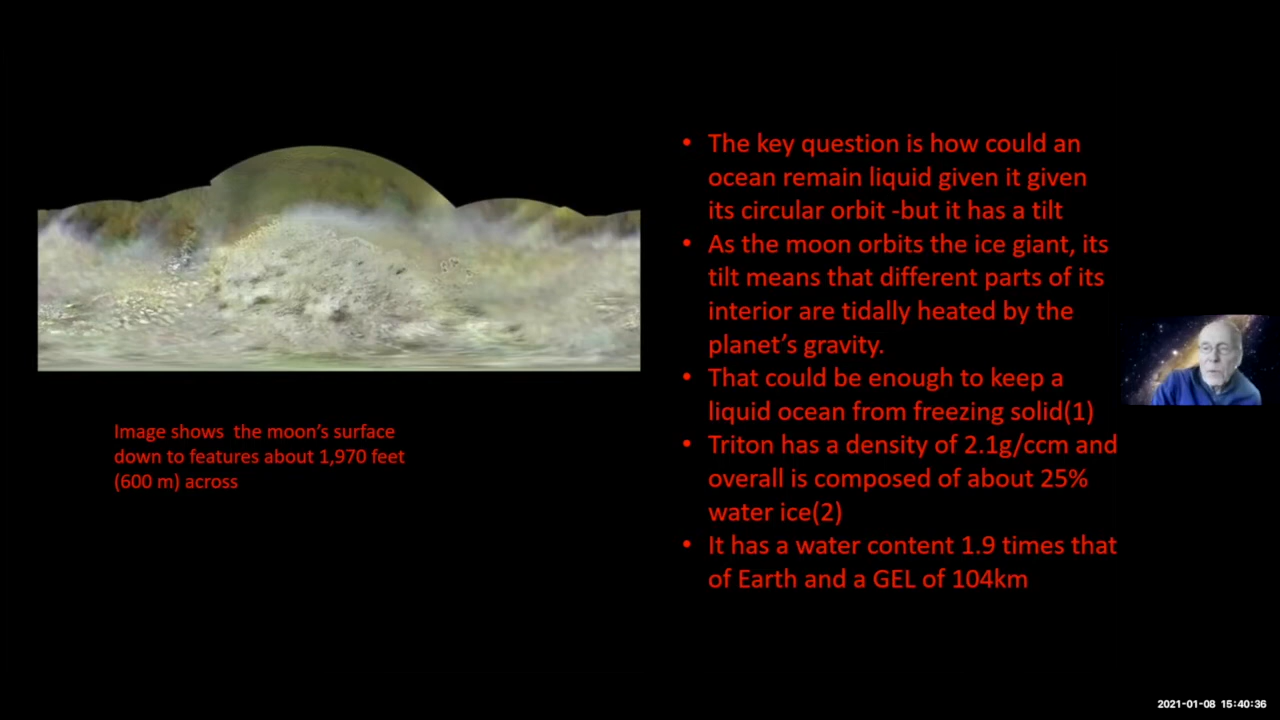 • The key question is how could an
ocean remain liquid given it given
its circular orbit -but it has a tilt
• As the moon orbits the ice giant, its
tilt means that different parts of its
interior are tidally heated by the
planet’s gravity.
• That could be enough to keep a
liquid ocean from freezing solid(1)
• Triton has a density of 2.1g/ccm and
overall is composed of about 25%
water ice(2)
• It has a water content 1.9 times that
of Earth and a GEL of 104km
Image shows  the moon’s surface
down to features about 1,970 feet
(600 m) across
2021-01-08 15:40:36